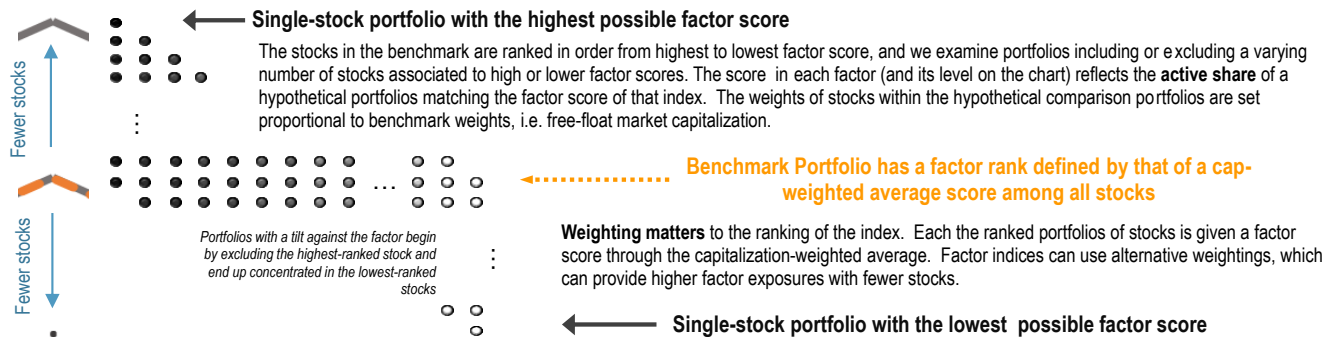 Single-stock portfolio with the highest possible factor score
The stocks in the benchmark are ranked in order from highest to lowest factor score, and we examine portfolios including or excluding a varying
number of stocks associated to high or lower factor scores. The score in each factor (and its level on the chart) reflects the active share of a
hypothetical portfolios matching the factor score of that index. The weights of stocks within the hypothetical comparison portfolios are set
proportional to benchmark weights, i.e. free-float market capitalization.
Fewer stocks
Benchmark Portfolio has a factor rank defined by that of a cap-
weighted average score among all stocks
Fewer stocks
Portfolios with a tilt against the factor begin
by excluding the highest-ranked stock and
end up concentrated in the lowest-ranked
stocks
Weighting matters to the ranking of the index. Each the ranked portfolios of stocks is given a factor
score through the capitalization-weighted average. Factor indices can use alternative weightings, which
can provide higher factor exposures with fewer stocks.
Single-stock portfolio with the lowest possible factor score